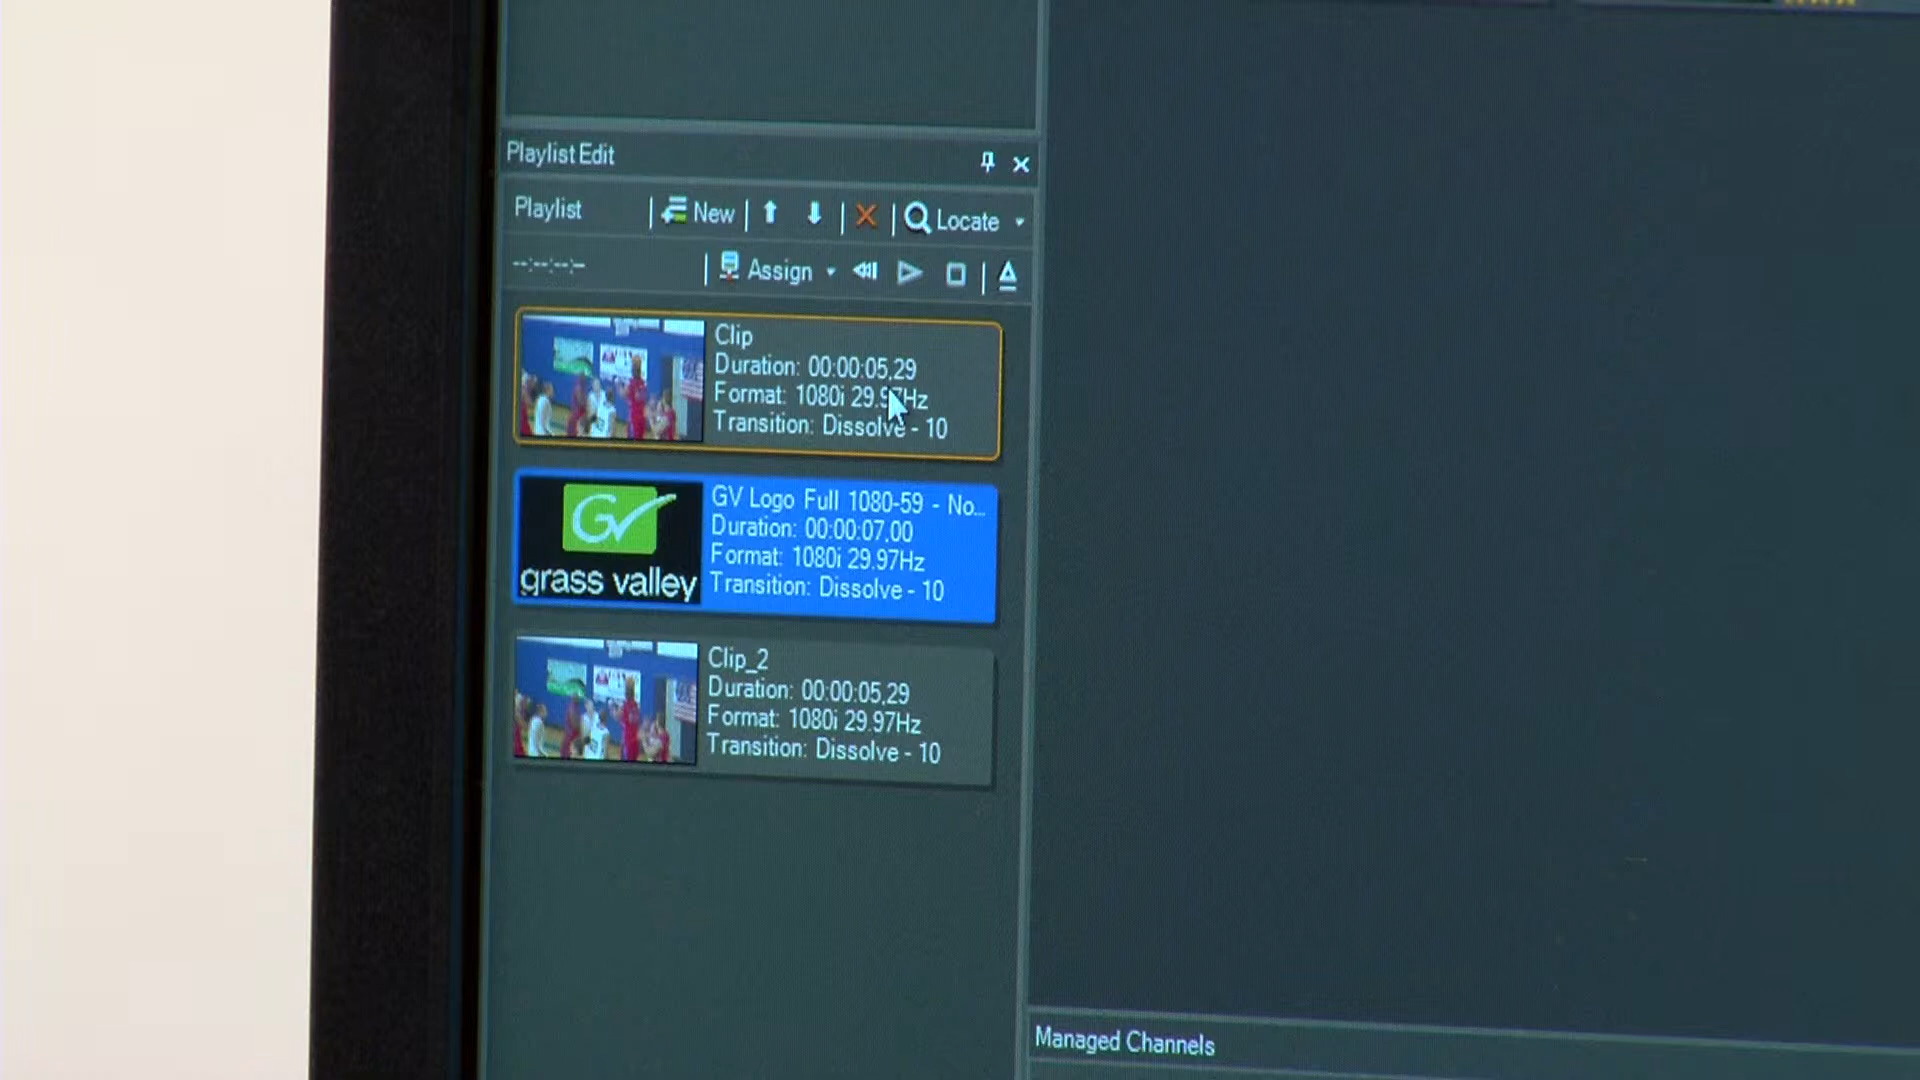 Playlist Edit
Playlist
New
Locate
--:--:--:--
Assign
Clip
Duration: 00:00:05,29
Format: 1080i 29.97Hz
Transition: Dissolve - 10
GV
grass valley
GV Logo Full 1080-59 - No...
Duration: 00:00:07,00
Format: 1080i 29.97Hz
Transition: Dissolve - 10
Clip_2
Duration: 00:00:05,29
Format: 1080i 29.97Hz
Transition: Dissolve - 10
Managed Channels